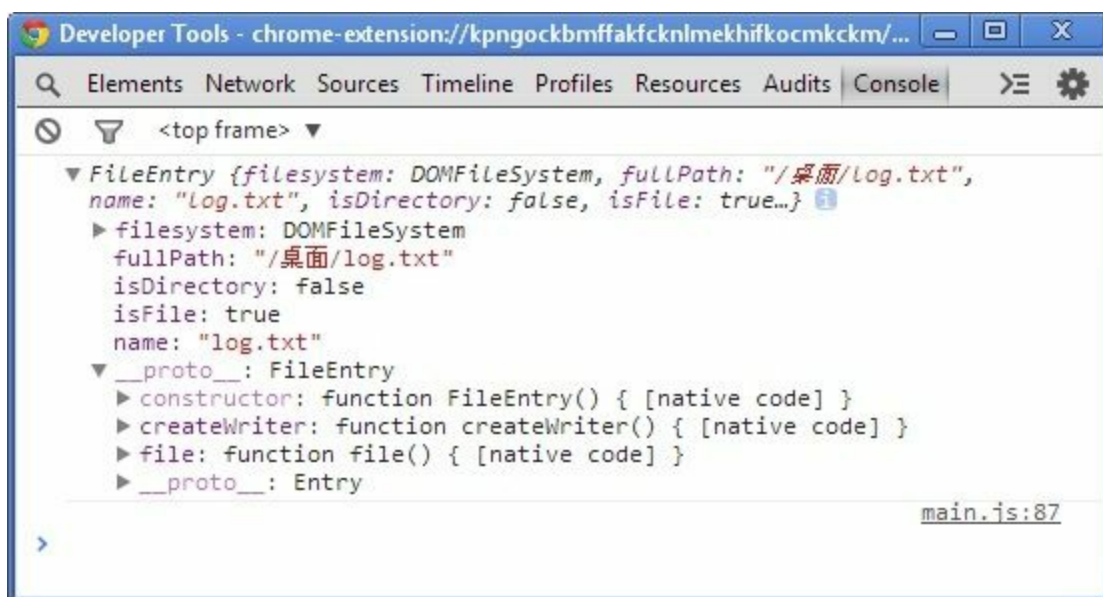 Developer Tools - chrome-extension://kpngockbmffakfcknlmekhifkocmkckm/...
Elements Network Sources Timeline Profiles Resources Audits Console
<top frame> ▼
▼ FileEntry {filesystem: DOMFileSystem, fullPath: "/桌面/log.txt",
name: "log.txt", isDirectory: false, isFile: true…}
▶ filesystem: DOMFileSystem
fullPath: "/桌面/log.txt"
isDirectory: false
isFile: true
name: "log.txt"
▼ __proto__: FileEntry
▶ constructor: function FileEntry() { [native code] }
▶ createWriter: function createWriter() { [native code] }
▶ file: function file() { [native code] }
▶ __proto__: Entry
main.js:87
>